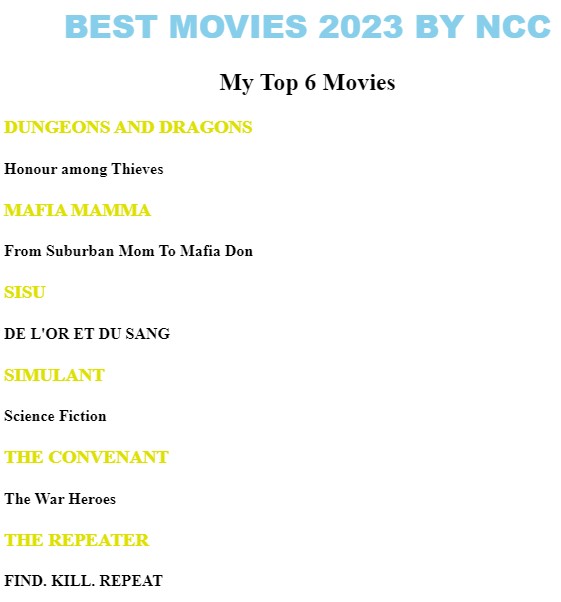 BEST MOVIES 2023 BY NCC
My Top 6 Movies
DUNGEONS AND DRAGONS
Honour among Thieves
MAFIA MAMMA
From Suburban Mom To Mafia Don
SISU
DE L'OR ET DU SANG
SIMULANT
Science Fiction
THE CONVENANT
The War Heroes
THE REPEATER
FIND. KILL. REPEAT